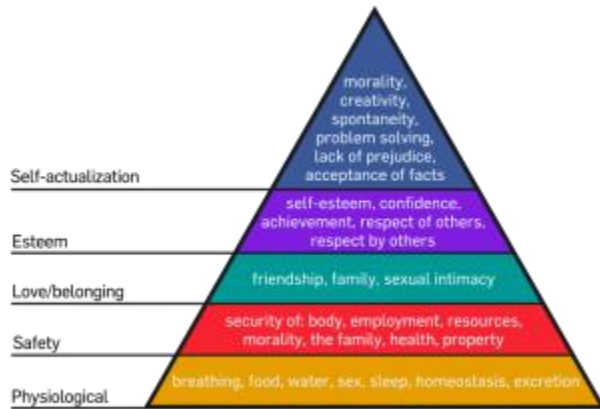 morality,
creativity,
spontaneity,
problem solving,
lack of prejudice,
acceptance of facts
Self-actualization
self-esteem, confidence,
achievement, respect of others,
respect by others
Esteem
friendship, family, sexual intimacy
Love/belonging
security of: body, employment, resources,
morality, the family, health, property
Safety
breathing, food, water, sex, sleep, homeostasis, excretion
Physiological